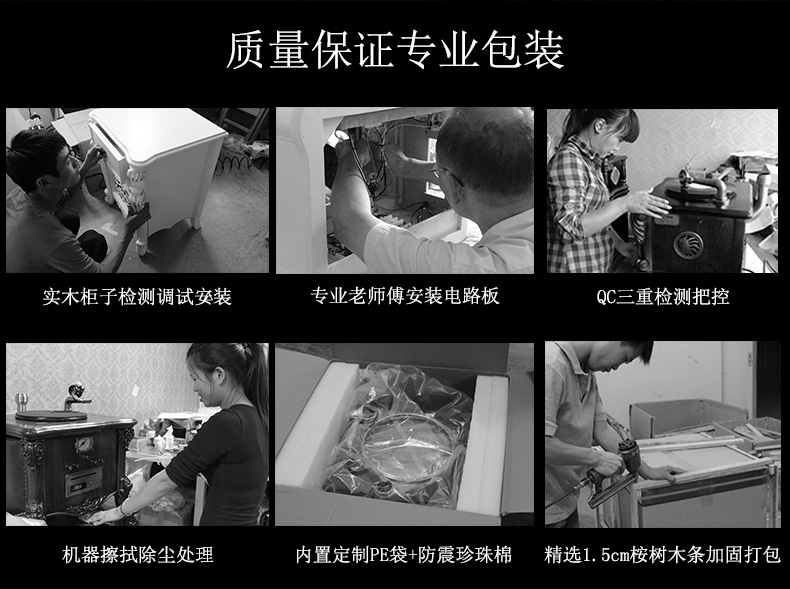 质量保证专业包装
实木柜子检测调试安装
专业老师傅安装电路板
QC三重检测把控
机器擦拭除尘处理
内置定制PE袋+防震珍珠棉
精选1.5cm桉树木条加固打包